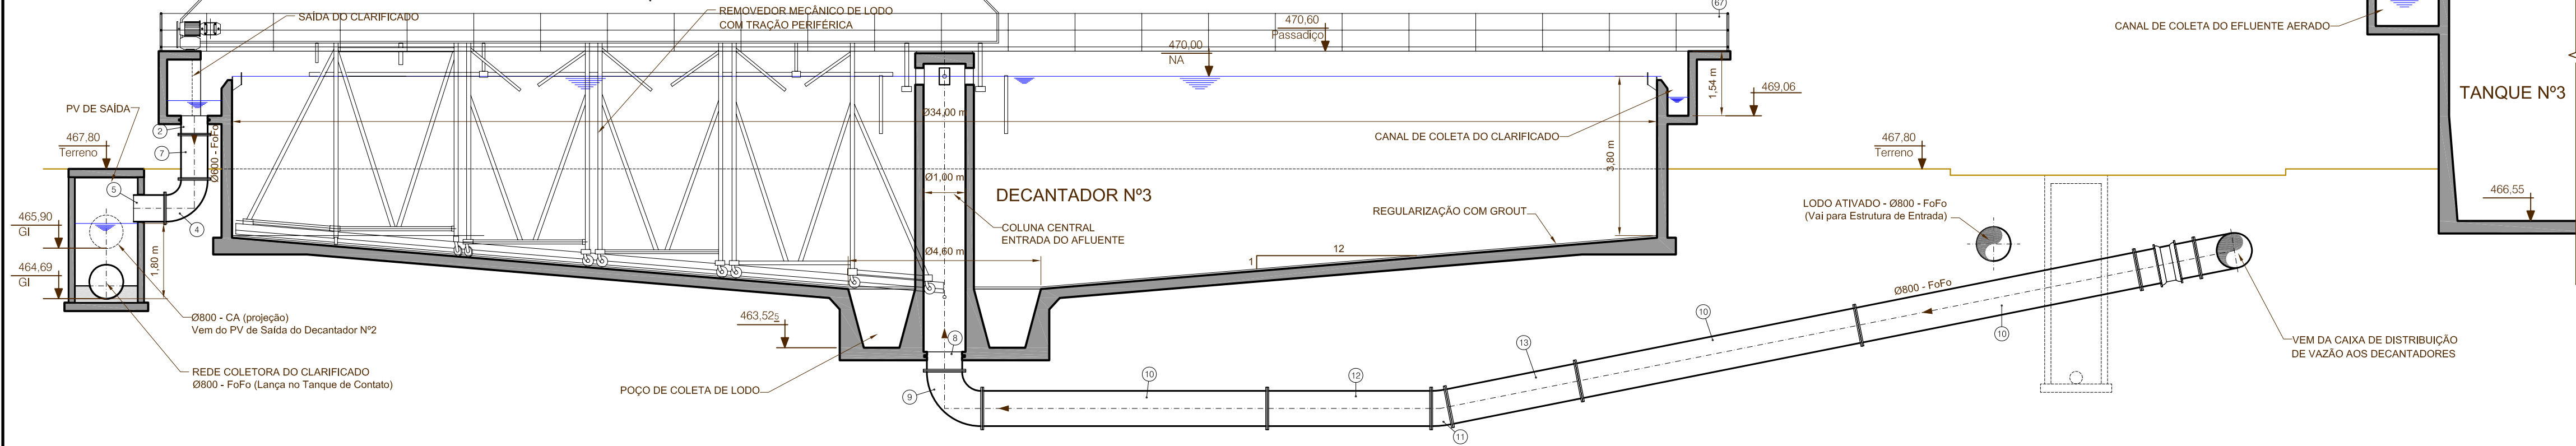 SAÍDA DO CLARIFICADO
REMOVEDOR MECÂNICO DE LODO
COM TRAÇÃO PERIFÉRICA
470,60
Passadiço
67
470,00
NA
CANAL DE COLETA DO EFLUENTE AERADO
TANQUE Nº3
466,55
PV DE SAÍDA
467,80
Terreno
2
7
5
4
Ø600 - FoFo
465,90
GI
464,69
GI
1,80 m
Ø800 - CA (projeção)
Vem do PV de Saída do Decantador Nº2
REDE COLETORA DO CLARIFICADO
Ø800 - FoFo (Lança no Tanque de Contato)
Ø34,00 m
Ø1,00 m
Ø4,60 m
DECANTADOR Nº3
COLUNA CENTRAL
ENTRADA DO AFLUENTE
CANAL DE COLETA DO CLARIFICADO
1,54 m
469,06
3,80 m
REGULARIZAÇÃO COM GROUT
12
1
463,525
POÇO DE COLETA DE LODO
8
9
10
12
11
13
10
10
Ø800 - FoFo
467,80
Terreno
LODO ATIVADO - Ø800 - FoFo
(Vai para Estrutura de Entrada)
VEM DA CAIXA DE DISTRIBUIÇÃO
DE VAZÃO AOS DECANTADORES